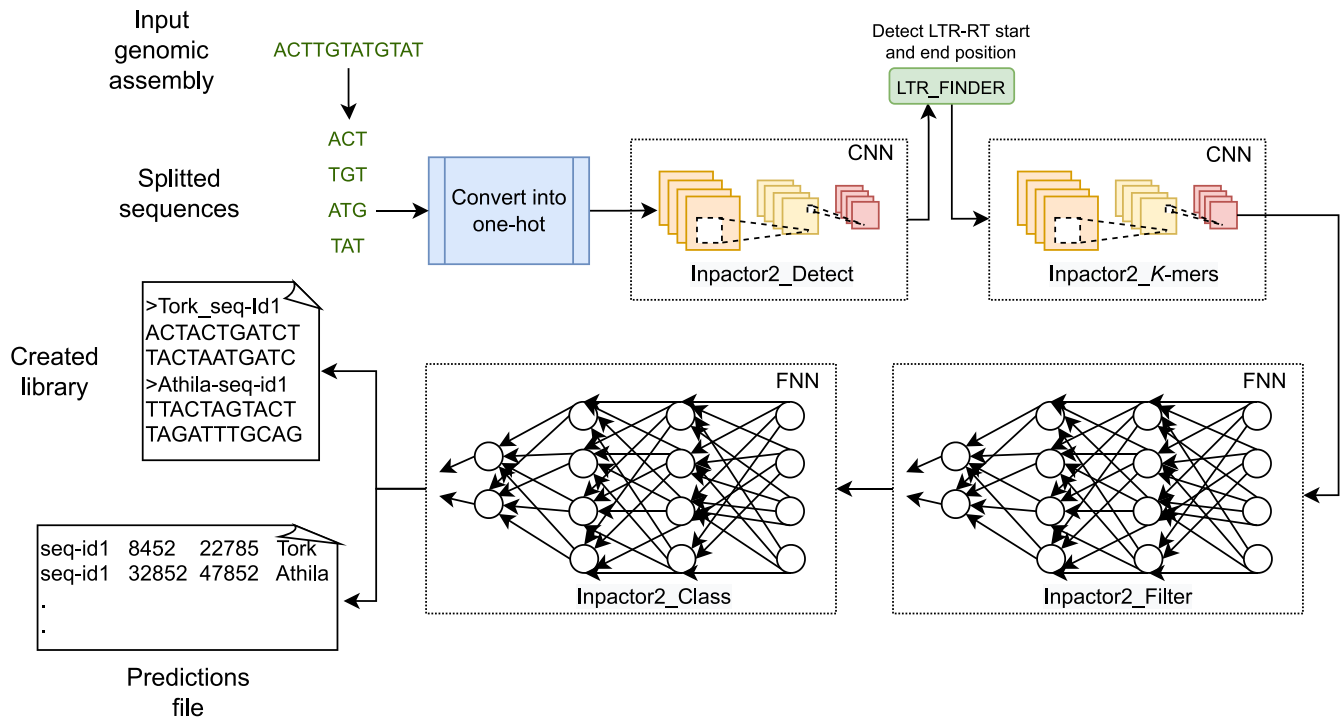 Input
genomic
assembly
ACTTGTATGTAT
Detect LTR-RT start
and end position
LTR_FINDER
Splitted
sequences
ACT
TGT
ATG
TAT
Convert into
one-hot
CNN
Inpactor2_Detect
CNN
Inpactor2_K-mers
Created
library
>Tork_seq-Id1
ACTACTGATCT
TACTAATGATC
>Athila-seq-id1
TTACTAGTACT
TAGATTTGCAG
FNN
Inpactor2_Class
FNN
Inpactor2_Filter
seq-id1 8452 22785 Tork
seq-id1 32852 47852 Athila
.
.
Predictions
file